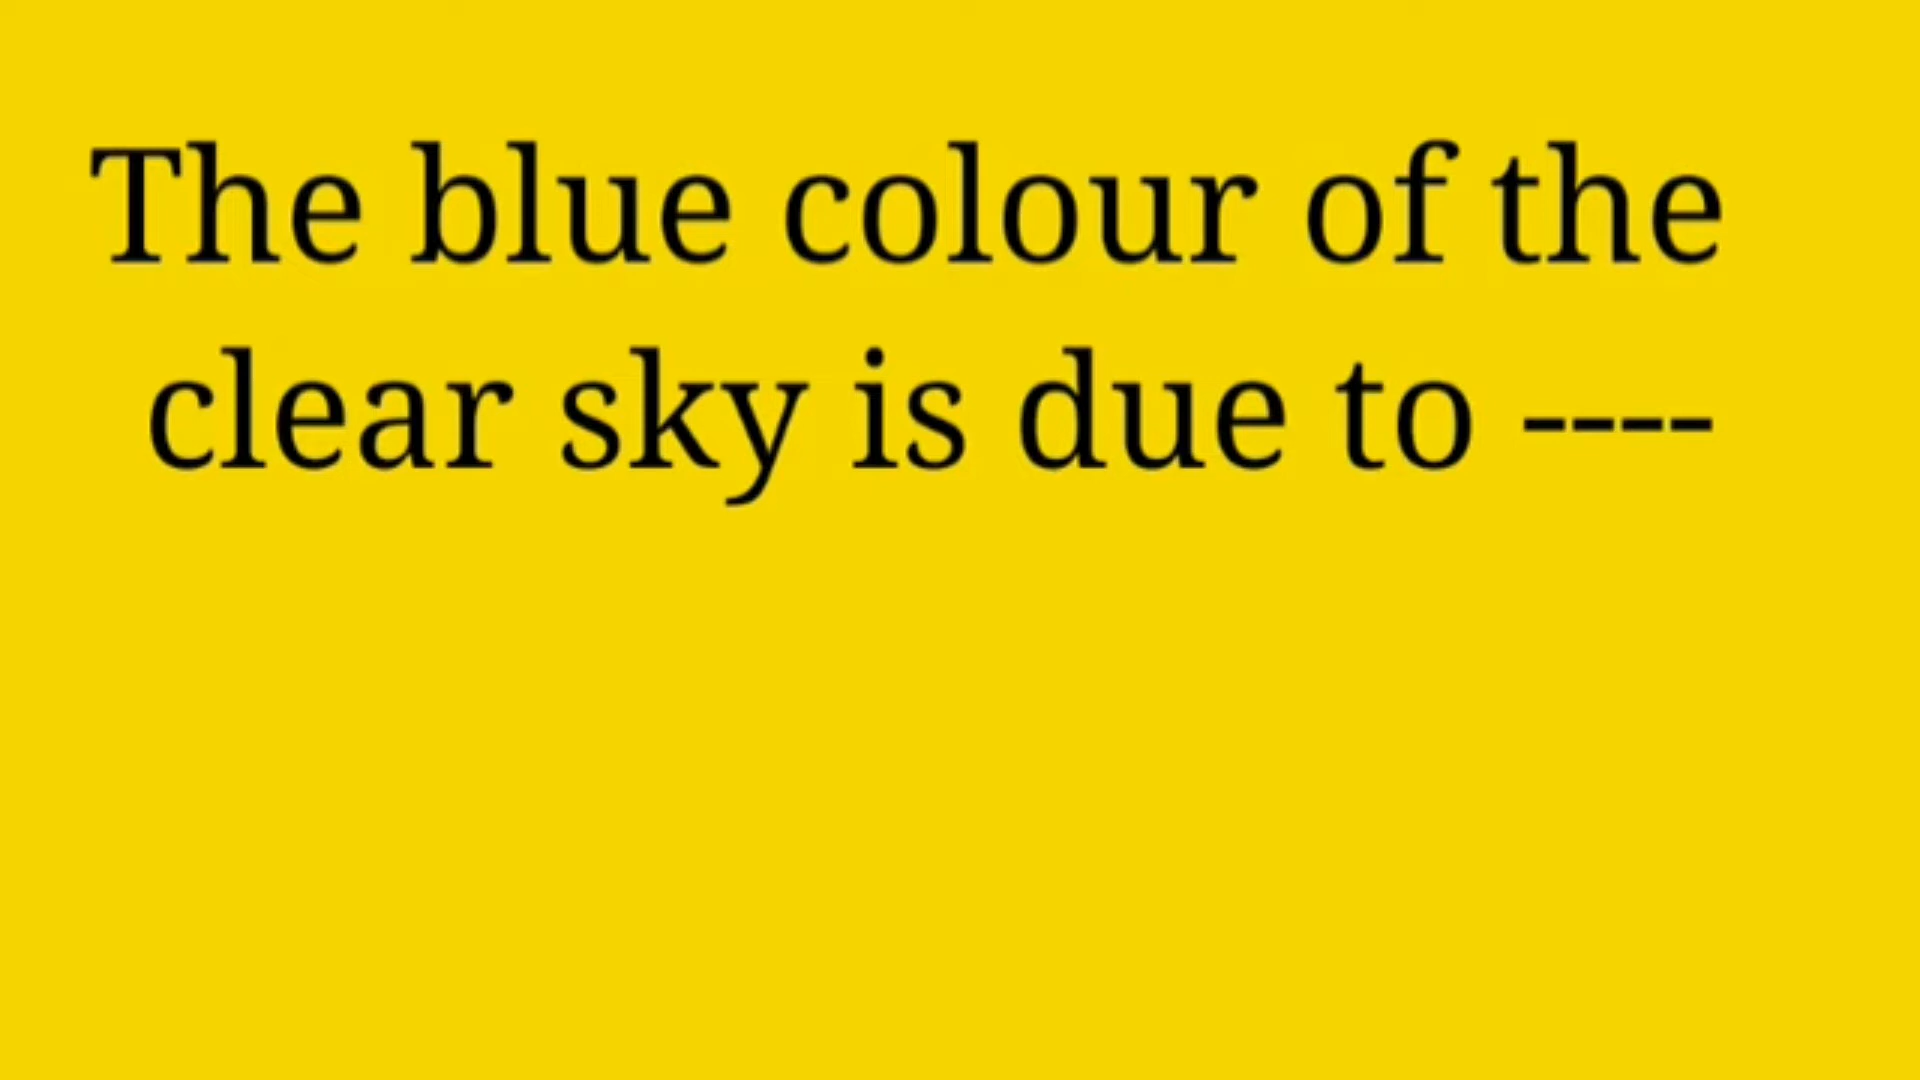 The blue colour of the
clear sky is due to ----